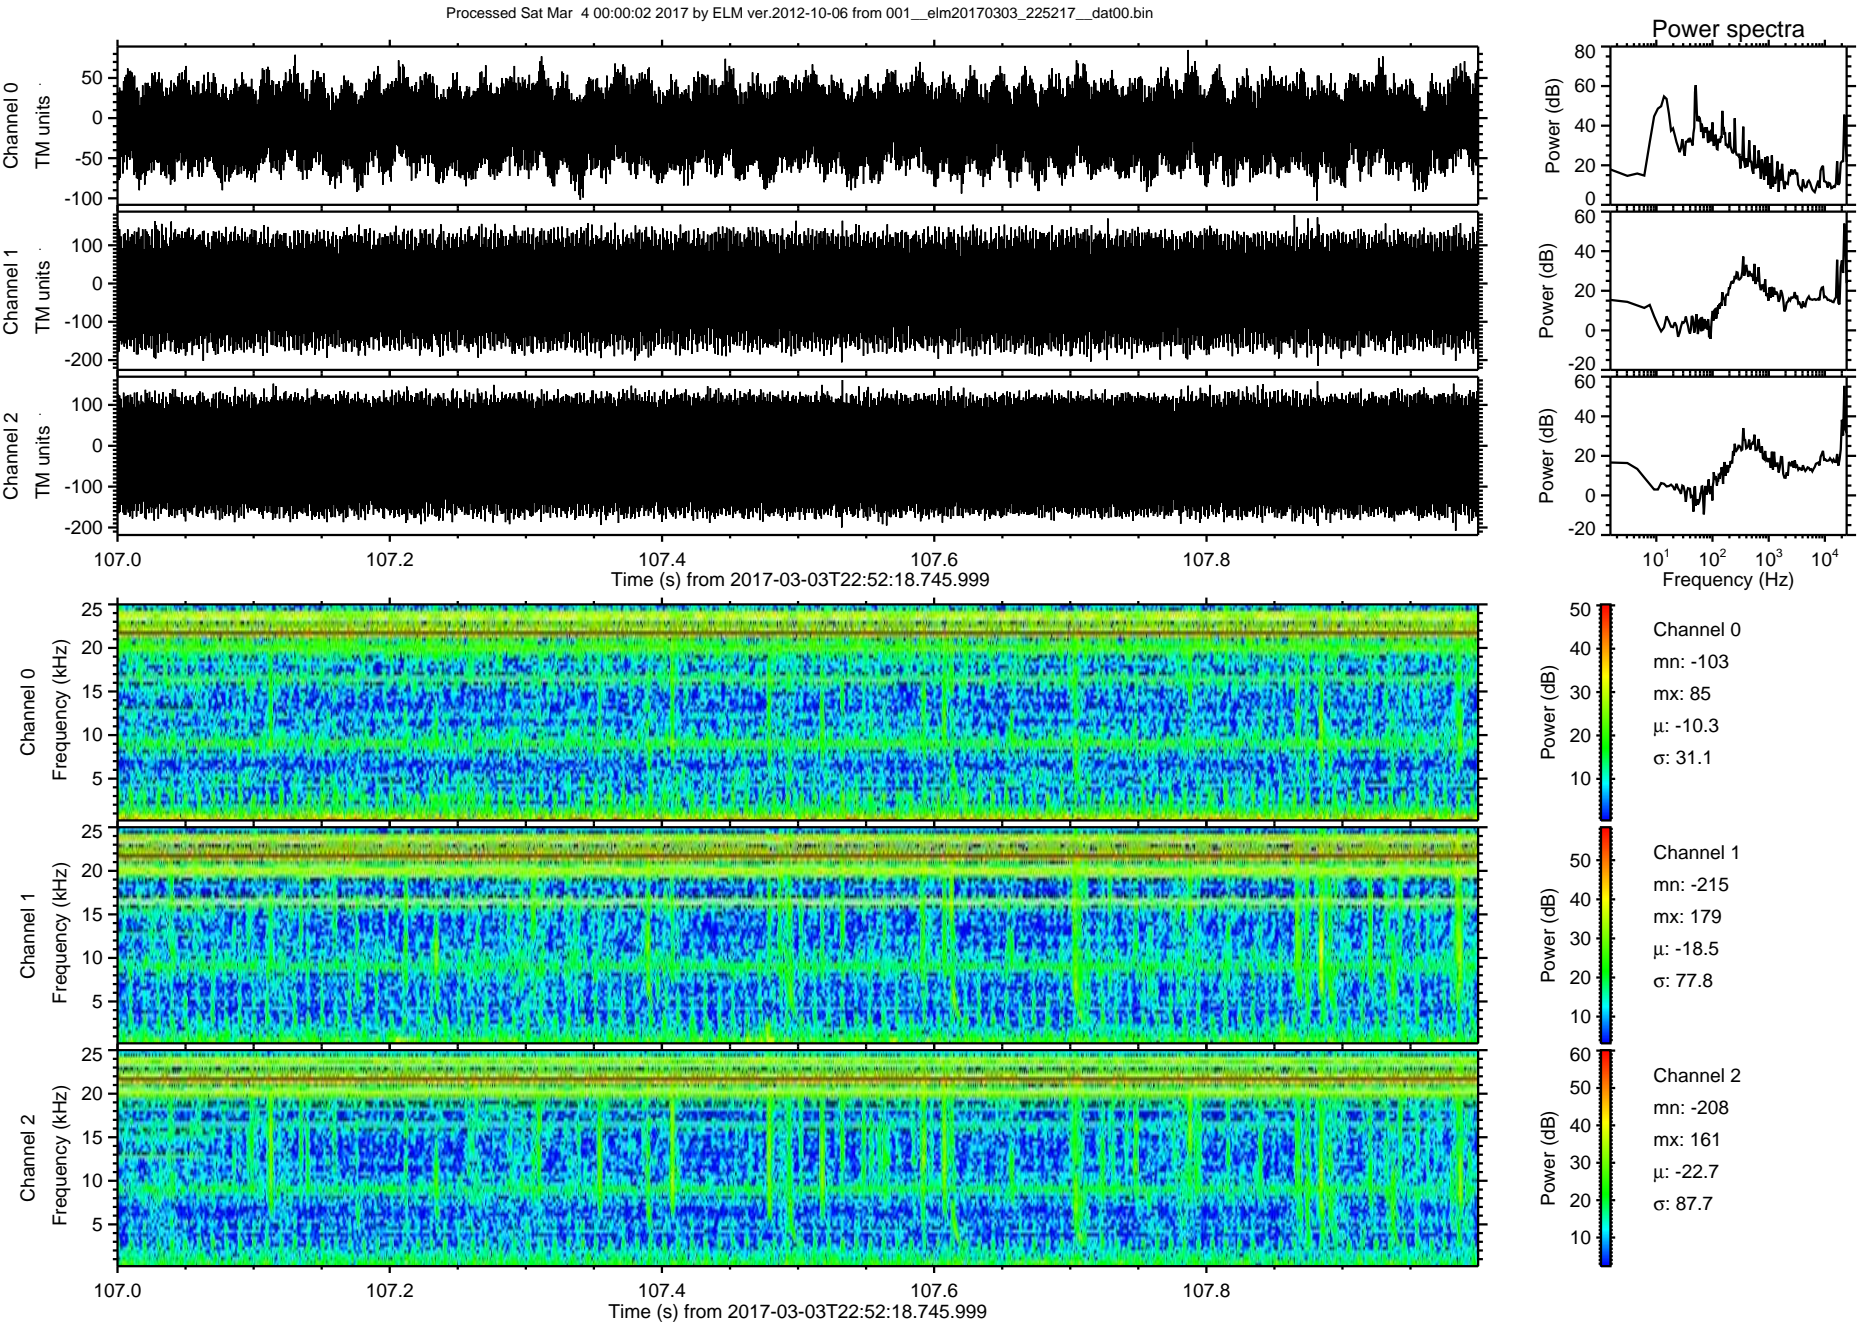 Processed Sat Mar  4 00:00:02 2017 by ELM ver.2012-10-06 from 001__elm20170303_225217__dat00.bin
Power spectra
Channel 0
TM units
50
0
-50
-100
Power (dB)
80
60
40
20
0
Channel 1
TM units
100
0
-100
-200
Power (dB)
60
40
20
0
-20
Channel 2
TM units
100
0
-100
-200
Power (dB)
60
40
20
0
-20
107.0 107.2 107.4 107.6 107.8
Time (s) from 2017-03-03T22:52:18.745.999
10^1 10^2 10^3 10^4
Frequency (Hz)
Channel 0
Frequency (kHz)
25
20
15
10
5
Power (dB)
50
40
30
20
10
Channel 0
mn: -103
mx: 85
μ: -10.3
σ: 31.1
Channel 1
Frequency (kHz)
25
20
15
10
5
Power (dB)
50
40
30
20
10
Channel 1
mn: -215
mx: 179
μ: -18.5
σ: 77.8
Channel 2
Frequency (kHz)
25
20
15
10
5
Power (dB)
60
50
40
30
20
10
Channel 2
mn: -208
mx: 161
μ: -22.7
σ: 87.7
107.0 107.2 107.4 107.6 107.8
Time (s) from 2017-03-03T22:52:18.745.999